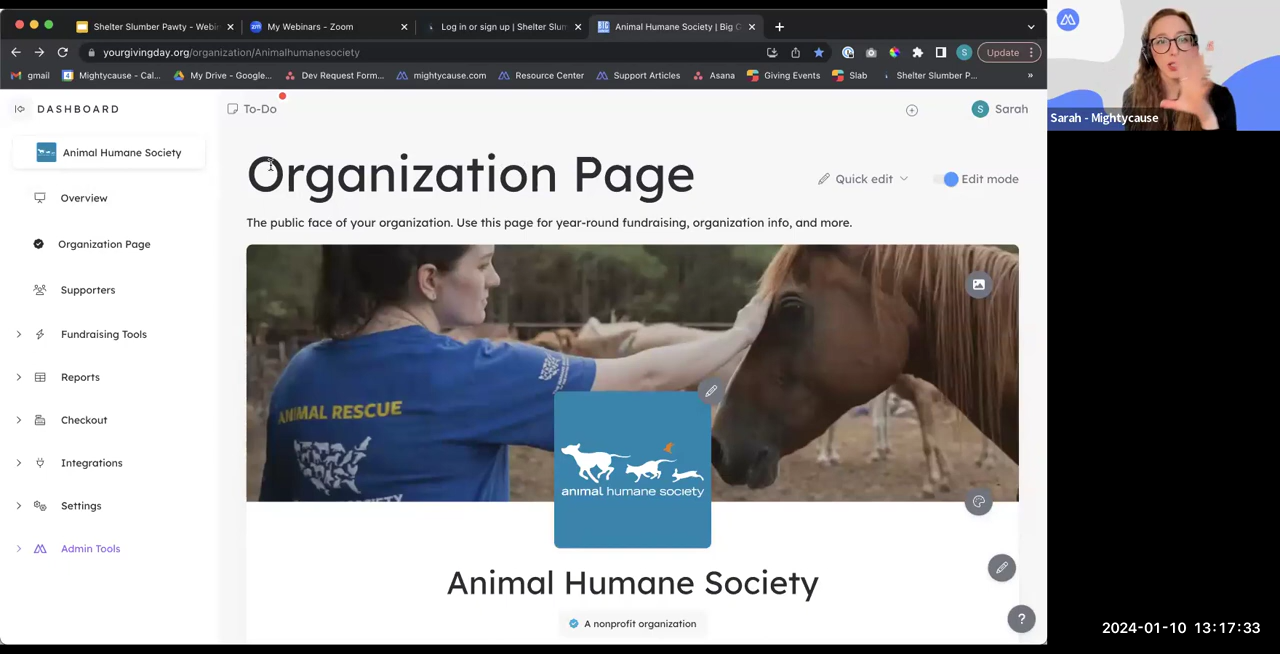 Shelter Slumber Pawty - Webin
My Webinars - Zoom
Log in or sign up | Shelter Slum
Animal Humane Society | Big G
yourgivingday.org/organization/Animalhumanesociety
S
Update
gmail
Mightycause - Cal...
My Drive - Google...
Dev Request Form...
mightycause.com
Resource Center
Support Articles
Asana
Giving Events
Slab
Shelter Slumber P...
»
Sarah - Mightycause
DASHBOARD
To-Do
S Sarah
Animal Humane Society
Overview
Organization Page
Supporters
Fundraising Tools
Reports
Checkout
Integrations
Settings
Admin Tools
Organization Page
Quick edit
Edit mode
The public face of your organization. Use this page for year-round fundraising, organization info, and more.
ANIMAL RESCUE
animal humane society
Animal Humane Society
A nonprofit organization
?
2024-01-10 13:17:33